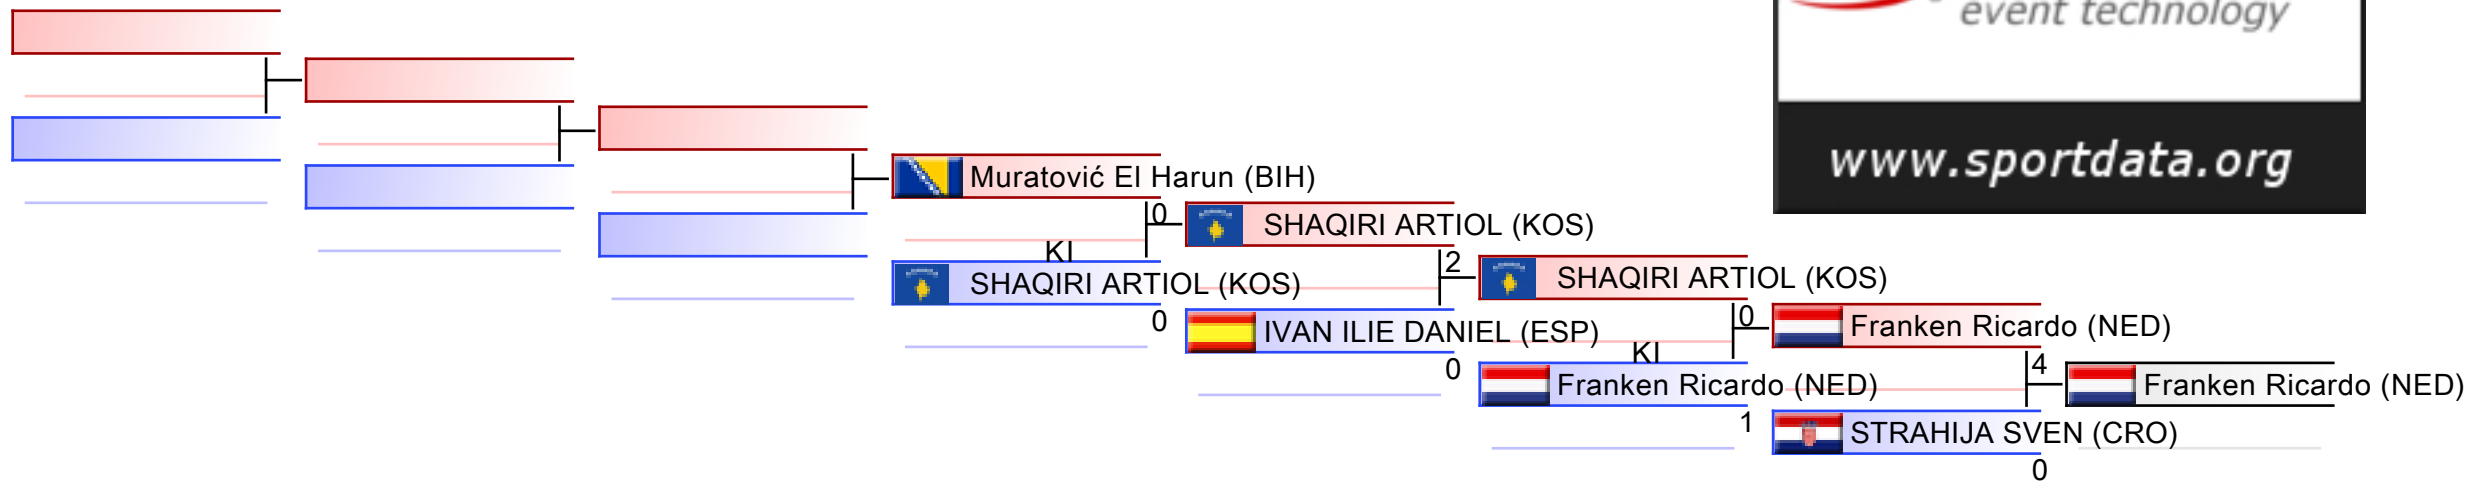 event technology
www.sportdata.org
Muratović El Harun (BIH)
0
KI
SHAQIRI ARTIOL (KOS)
0
SHAQIRI ARTIOL (KOS)
2
IVAN ILIE DANIEL (ESP)
0
SHAQIRI ARTIOL (KOS)
0
KI
Franken Ricardo (NED)
1
Franken Ricardo (NED)
4
STRAHIJA SVEN (CRO)
0
Franken Ricardo (NED)